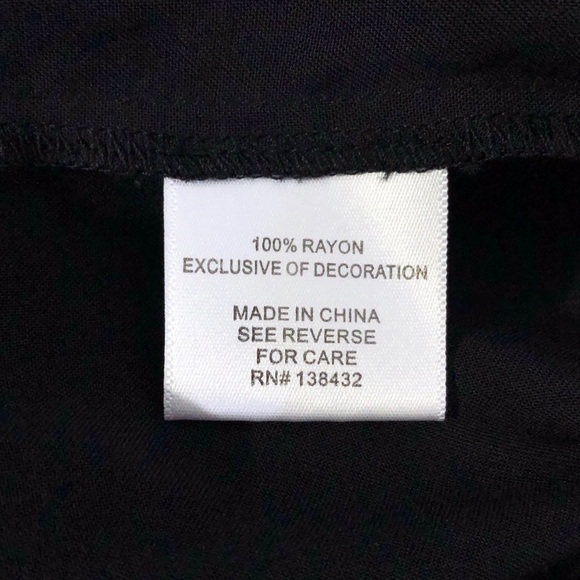 100% RAYON
EXCLUSIVE OF DECORATION
MADE IN CHINA
SEE REVERSE
FOR CARE
RN# 138432